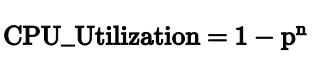 CPU_Utilization = 1 − pⁿ